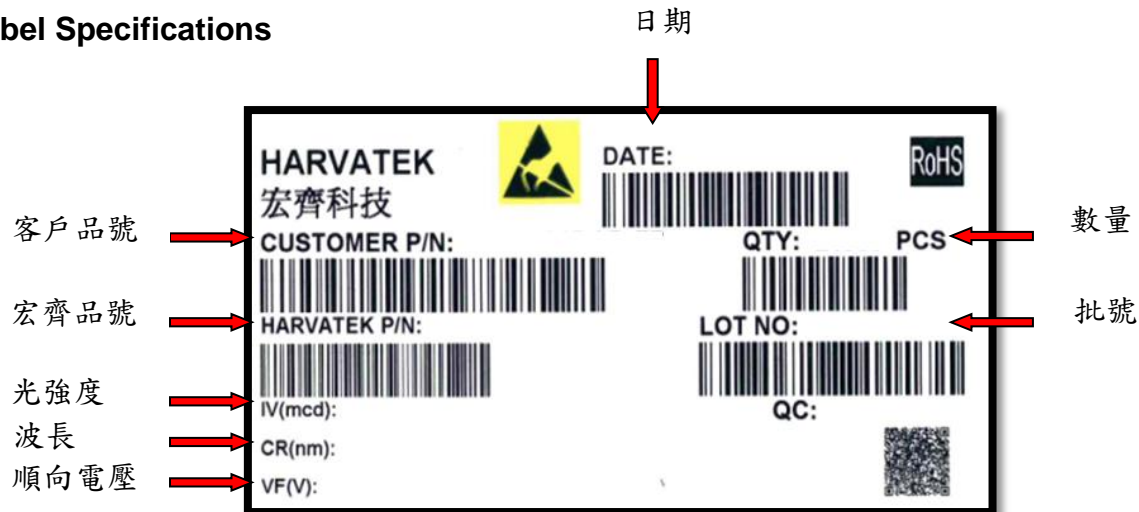 bel Specifications
日期
HARVATEK
宏齊科技
DATE:
RoHS
客戶品號
CUSTOMER P/N:
QTY:
PCS
數量
宏齊品號
HARVATEK P/N:
LOT NO:
批號
光強度
IV(mcd):
QC:
波長
CR(nm):
順向電壓
VF(V):